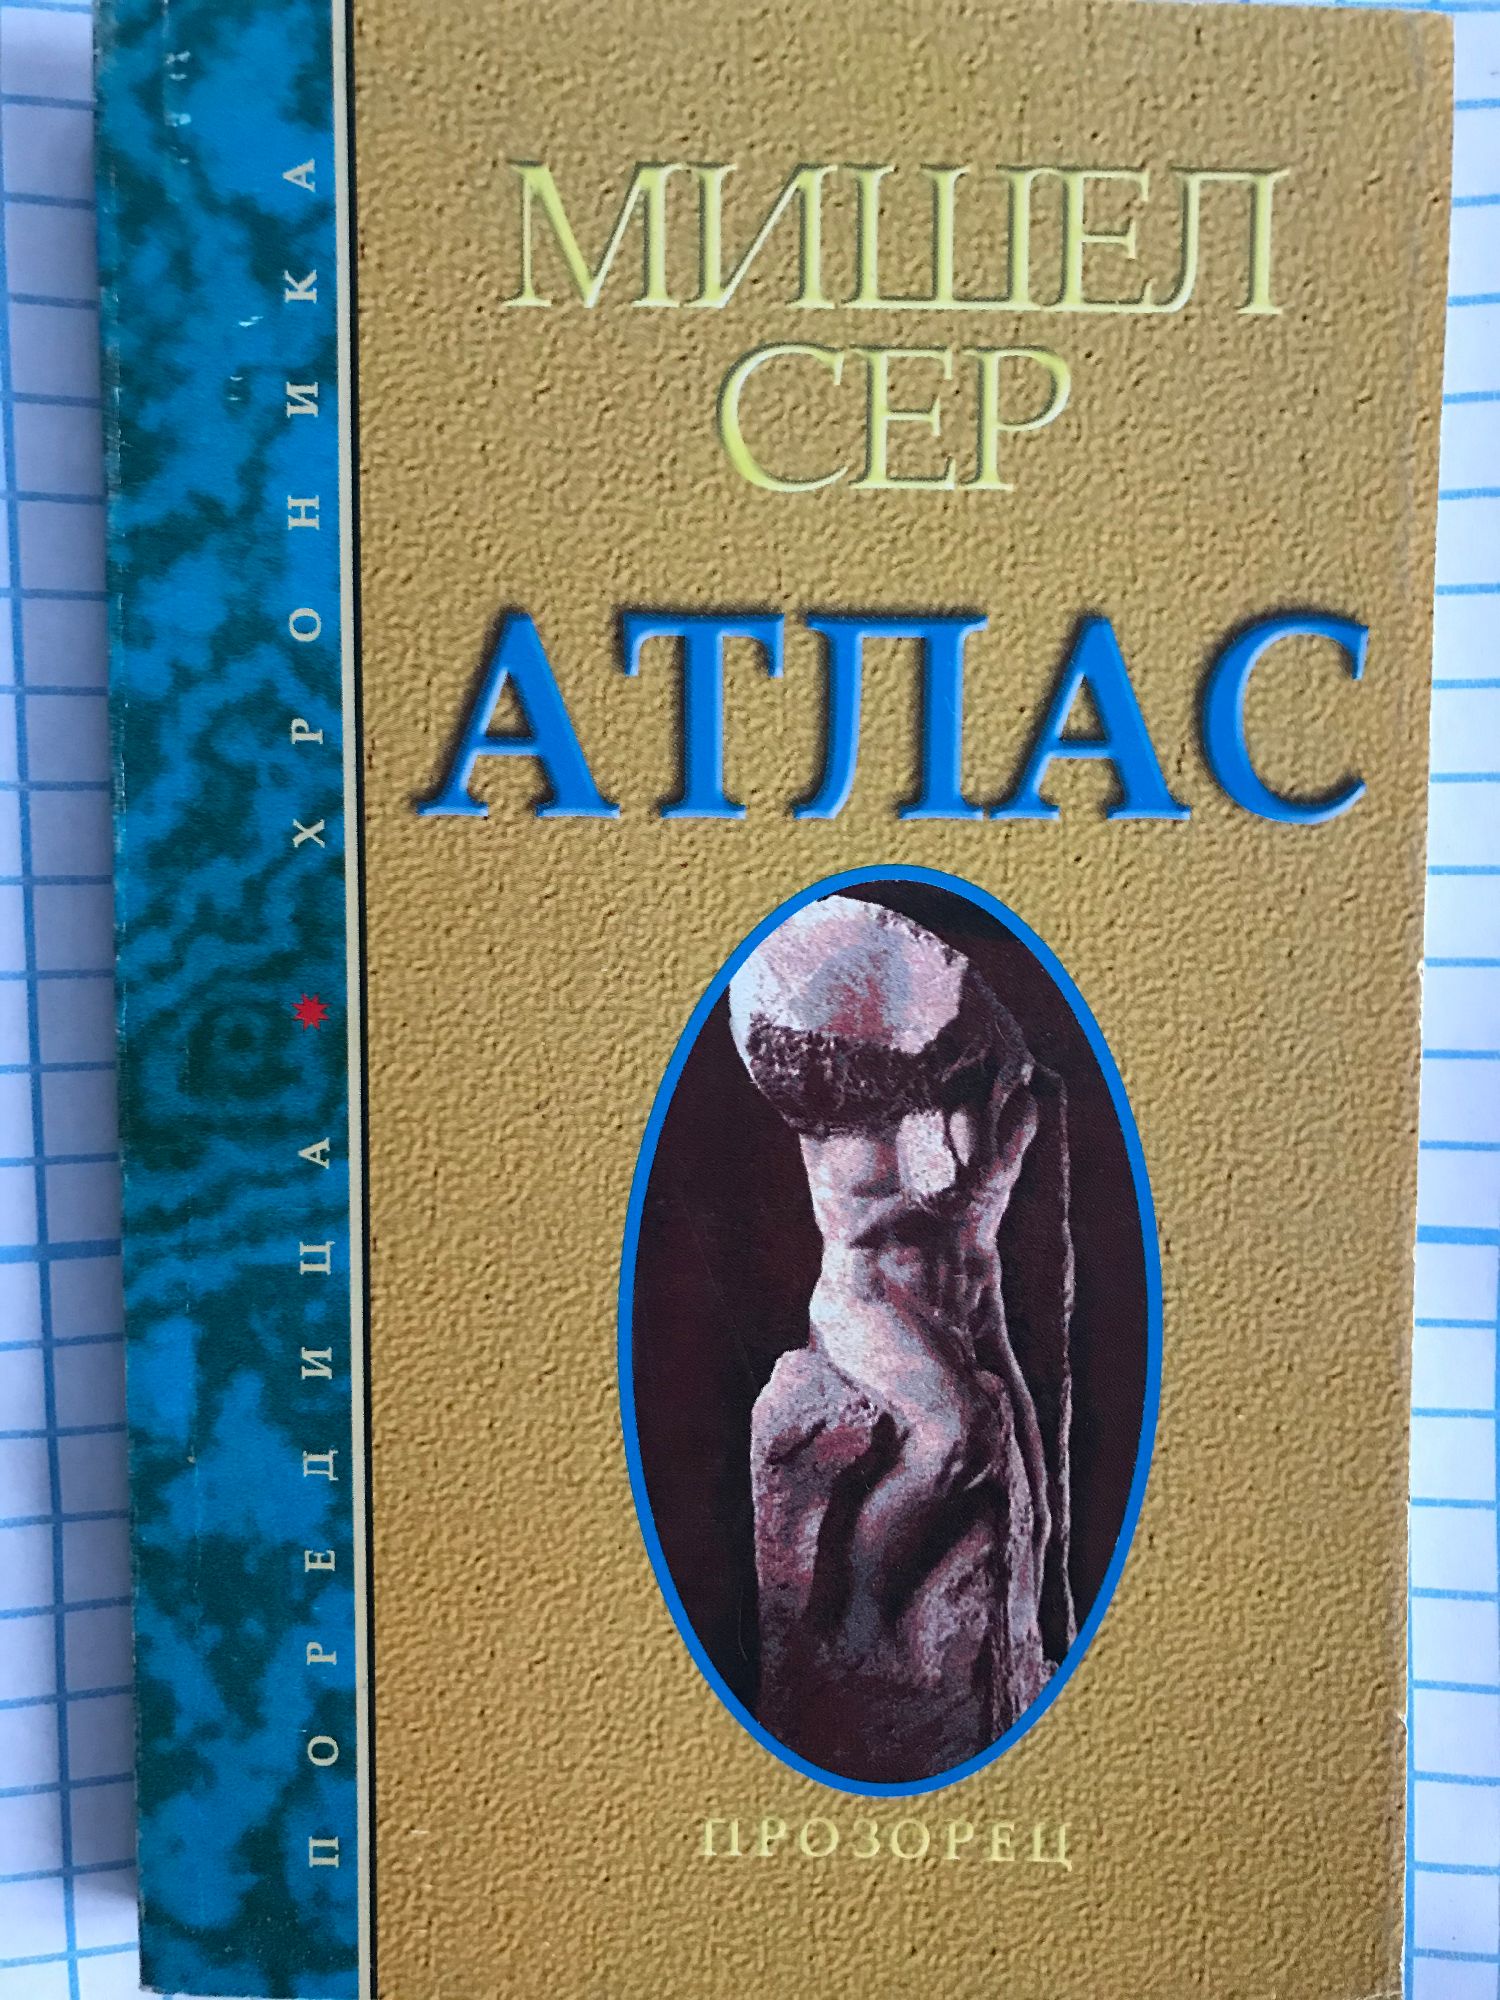 МИШЕЛ
СЕР
АТЛАС
ПРОЗОРЕЦ
ПОРЕДИЦА * ХРОНИКА